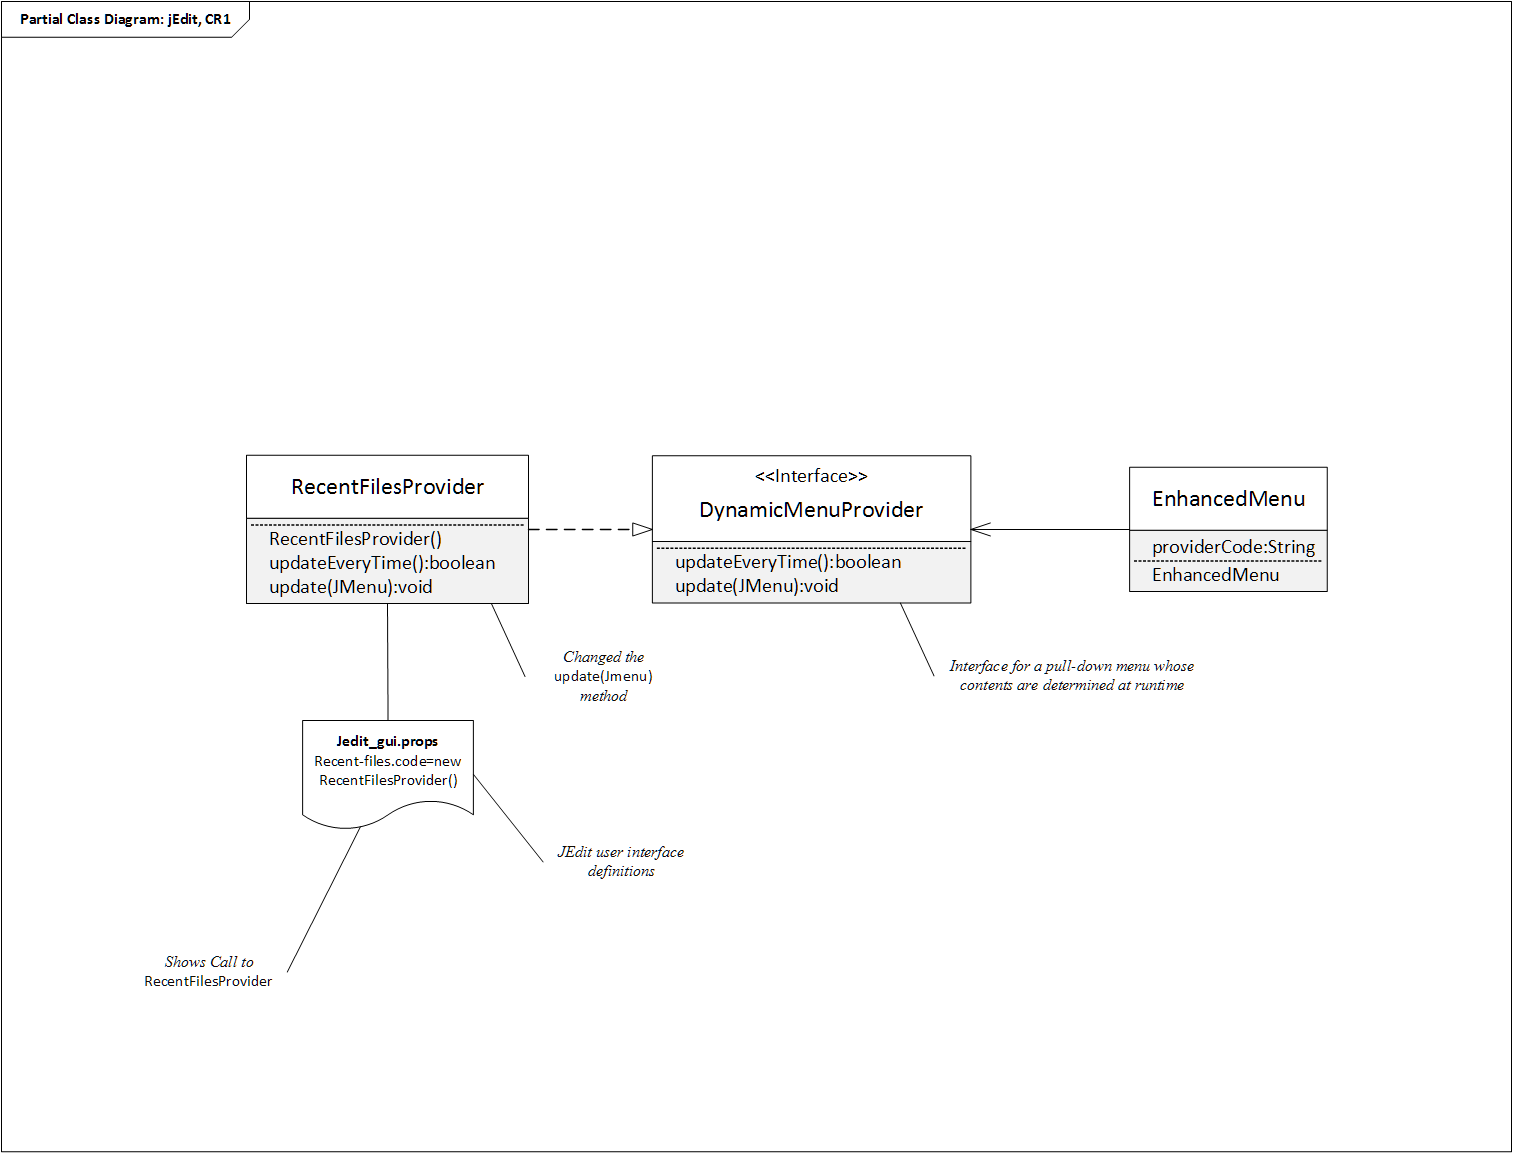 Partial Class Diagram: jEdit, CR1
RecentFilesProvider
RecentFilesProvider()
updateEveryTime():boolean
update(JMenu):void
<<Interface>>
DynamicMenuProvider
updateEveryTime():boolean
update(JMenu):void
EnhancedMenu
providerCode:String
EnhancedMenu
Changed the
update(Jmenu)
method
Interface for a pull-down menu whose
contents are determined at runtime
Jedit_gui.props
Recent-files.code=new
RecentFilesProvider()
JEdit user interface
definitions
Shows Call to
RecentFilesProvider